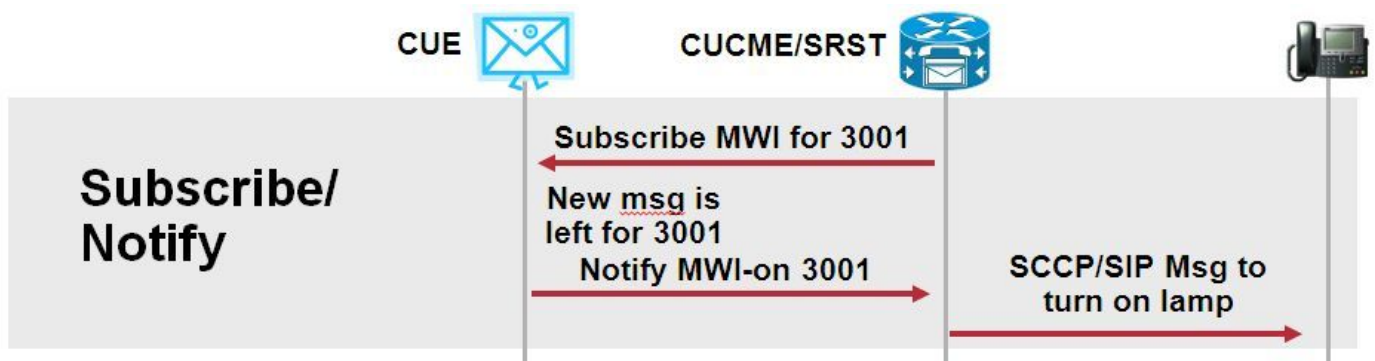 CUE
CUCME/SRST
Subscribe MWI for 3001
Subscribe/
Notify
New msg is
left for 3001
Notify MWI-on 3001
SCCP/SIP Msg to
turn on lamp